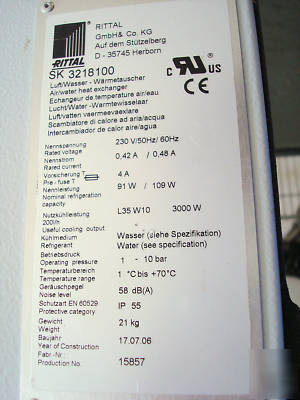 RITTAL
GmbH& Co. KG
Auf dem Stützelberg
D - 35745 Herborn
RITTAL
SK 3218100
Luft/Wasser - Wärmetauscher
Air/water heat exchanger
Echangeur de température air/eau
Lucht/Water -Warmtewisselaar
Luft/vatten vaermevaexlare
Scambiatore di calore ad aria/acqua
Intercambiador de calor aire/agua
c RU US
CE
Nennspannung 230 V/50Hz/ 60Hz
Rated voltage
Nennstrom 0,42 A / 0,48 A
Rated current
Vorsicherung T 4 A
Pre - fuse T
Nennleistung 91 W / 109 W
Nominal refrigeration
capacity
Nutzkühlleistung L35 W10 3000 W
200l/h
Useful cooling output -
Kühlmedium Wasser (ziehe Spezifikation)
Refrigerant Water (see specification)
Betriebsdruck 1 - 10 bar
Operating pressure
Temperaturbereich 1 °C bis +70°C
Temperature range
Geräuschpegel 58 dB(A)
Noise level
Schutzart EN 60529 IP 55
Protective category
Gewicht 21 kg
Weight
Baujahr 17.07.06
Year of Construction
Fabr.-Nr. 15857
Production No.